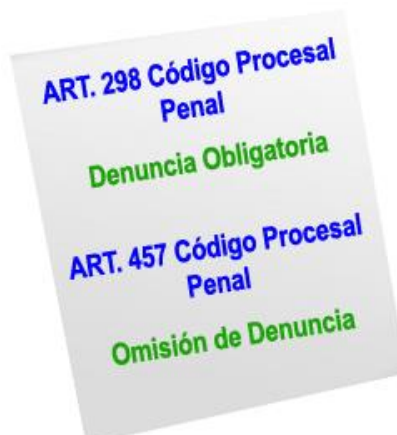 ART. 298 Código Procesal
Penal
Denuncia Obligatoria
ART. 457 Código Procesal
Penal
Omisión de Denuncia